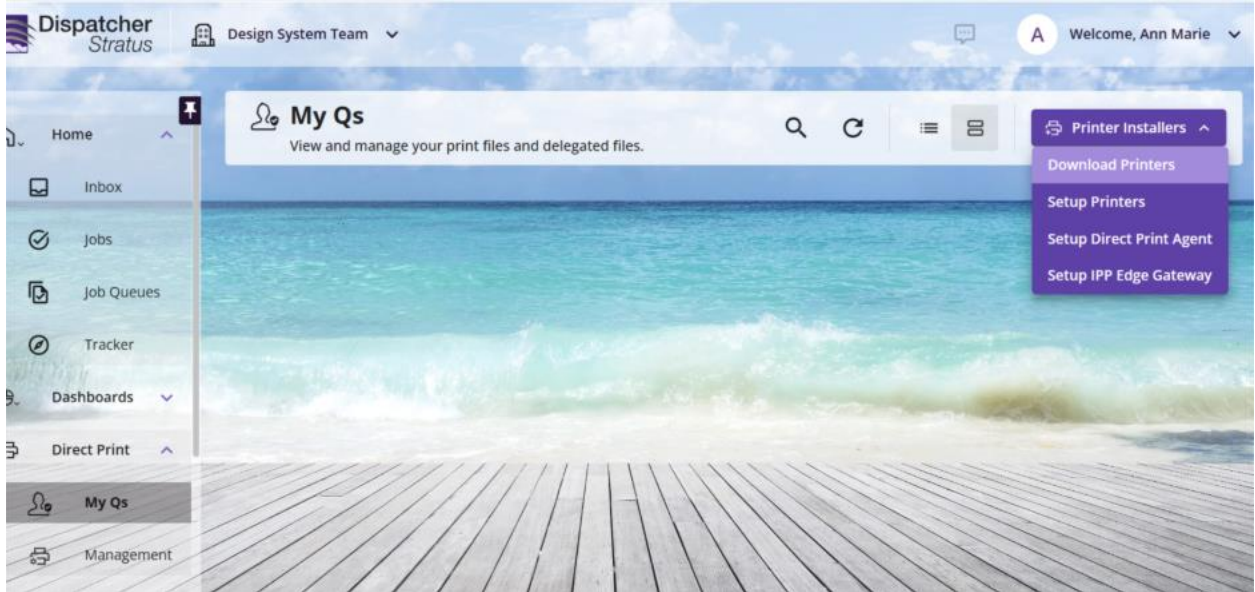 Dispatcher
Stratus
Design System Team
A
Welcome, Ann Marie
Home
Inbox
Jobs
Job Queues
Tracker
Dashboards
Direct Print
My Qs
Management
My Qs
View and manage your print files and delegated files.
Printer Installers
Download Printers
Setup Printers
Setup Direct Print Agent
Setup IPP Edge Gateway